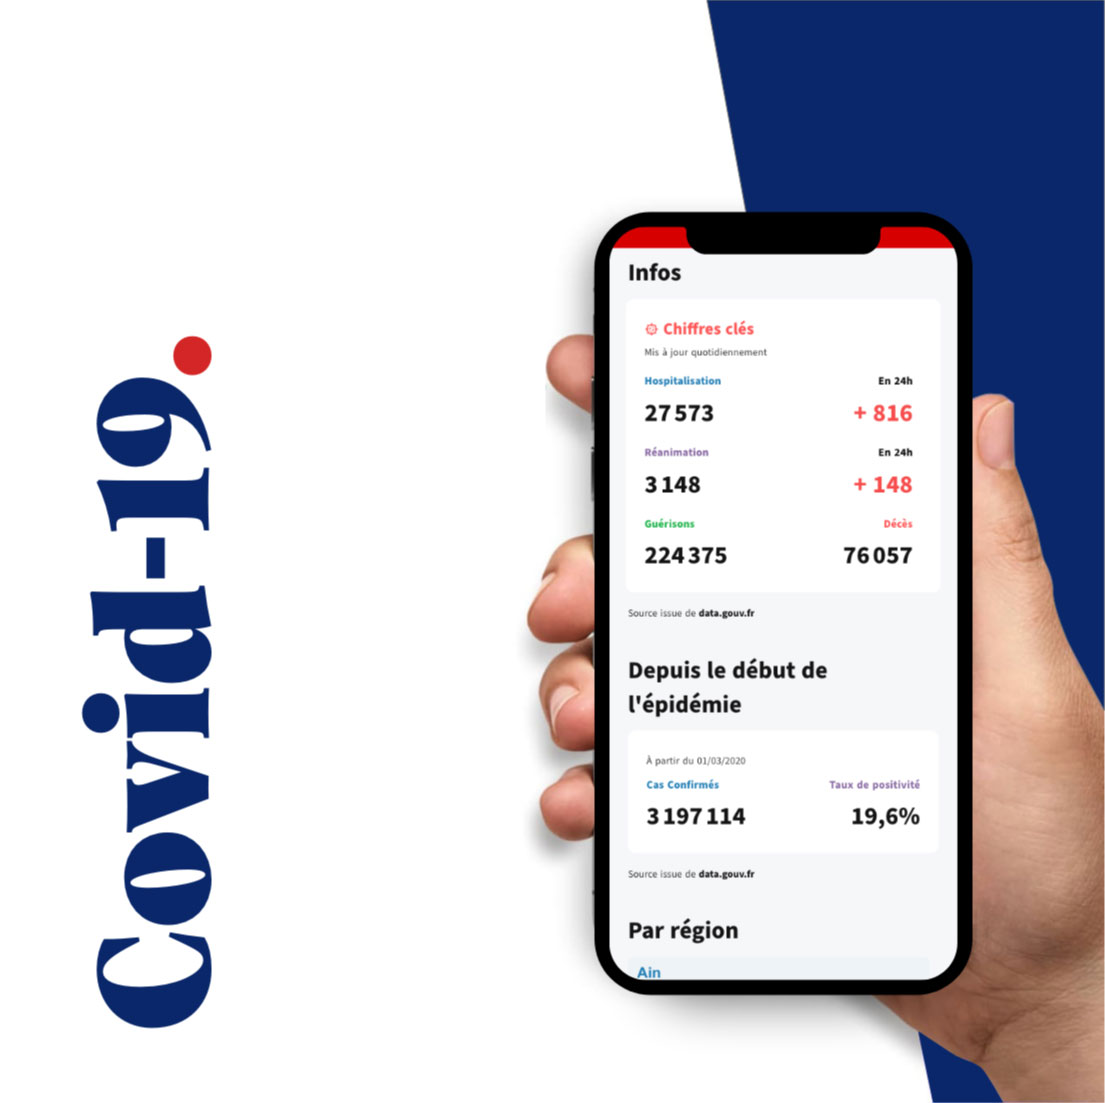 Covid-19.
Infos
Chiffres clés
Mis à jour quotidiennement
Hospitalisation En 24h
27 573 + 816
Réanimation En 24h
3 148 + 148
Guérisons Décès
224 375 76 057
Source issue de data.gouv.fr
Depuis le début de
l'épidémie
À partir du 01/03/2020
Cas Confirmés Taux de positivité
3 197 114 19,6%
Source issue de data.gouv.fr
Par région
Ain